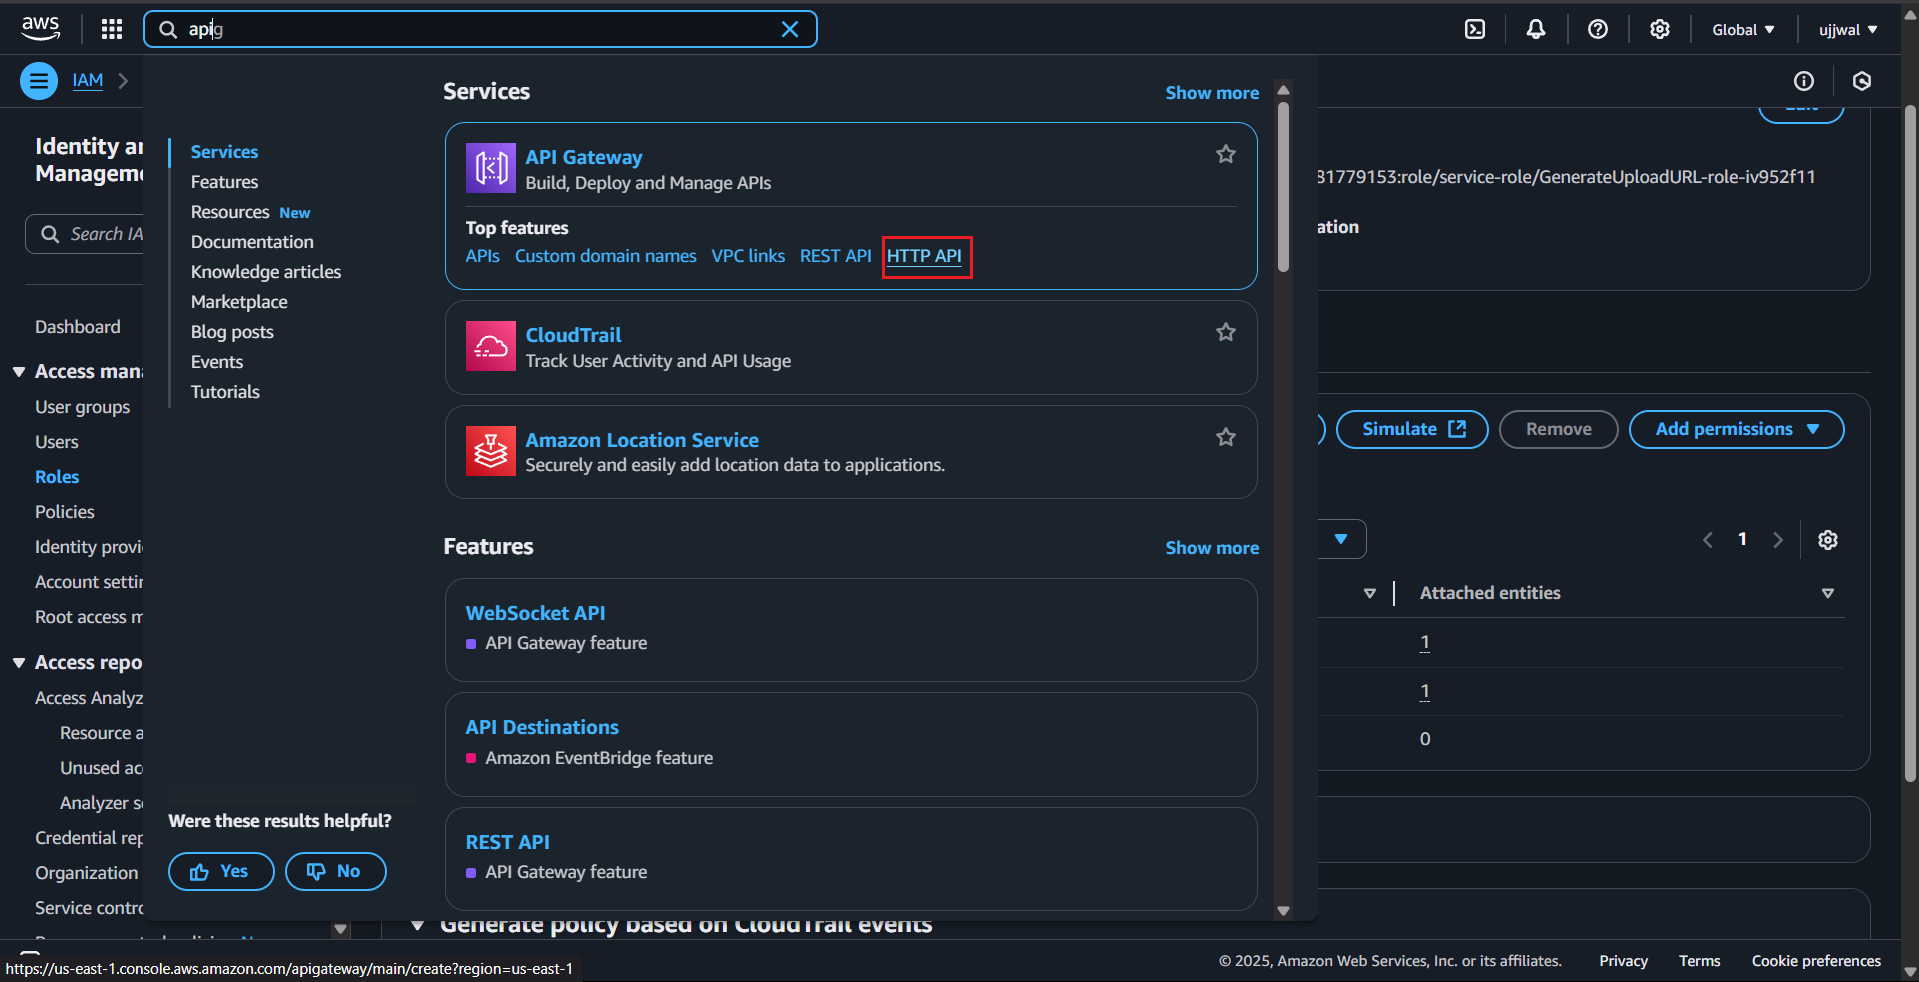 aws
apig
Global
ujjwal
IAM
Identity an
Manageme
Search IA
Dashboard
Access mana
User groups
Users
Roles
Policies
Identity provi
Account settin
Root access m
Access repo
Access Analyz
Resource a
Unused acc
Analyzer s
Credential rep
Organization
Service contro
Services
Features
Resources New
Documentation
Knowledge articles
Marketplace
Blog posts
Events
Tutorials
Were these results helpful?
Yes
No
Services
Show more
API Gateway
Build, Deploy and Manage APIs
Top features
APIs Custom domain names VPC links REST API HTTP API
CloudTrail
Track User Activity and API Usage
Amazon Location Service
Securely and easily add location data to applications.
Features
Show more
WebSocket API
API Gateway feature
API Destinations
Amazon EventBridge feature
REST API
API Gateway feature
Edit
81779153:role/service-role/GenerateUploadURL-role-iv952f11
ation
Simulate
Remove
Add permissions
1
Attached entities
1
1
0
Generate policy based on CloudTrail events
https://us-east-1.console.aws.amazon.com/apigateway/main/create?region=us-east-1
© 2025, Amazon Web Services, Inc. or its affiliates.
Privacy
Terms
Cookie preferences